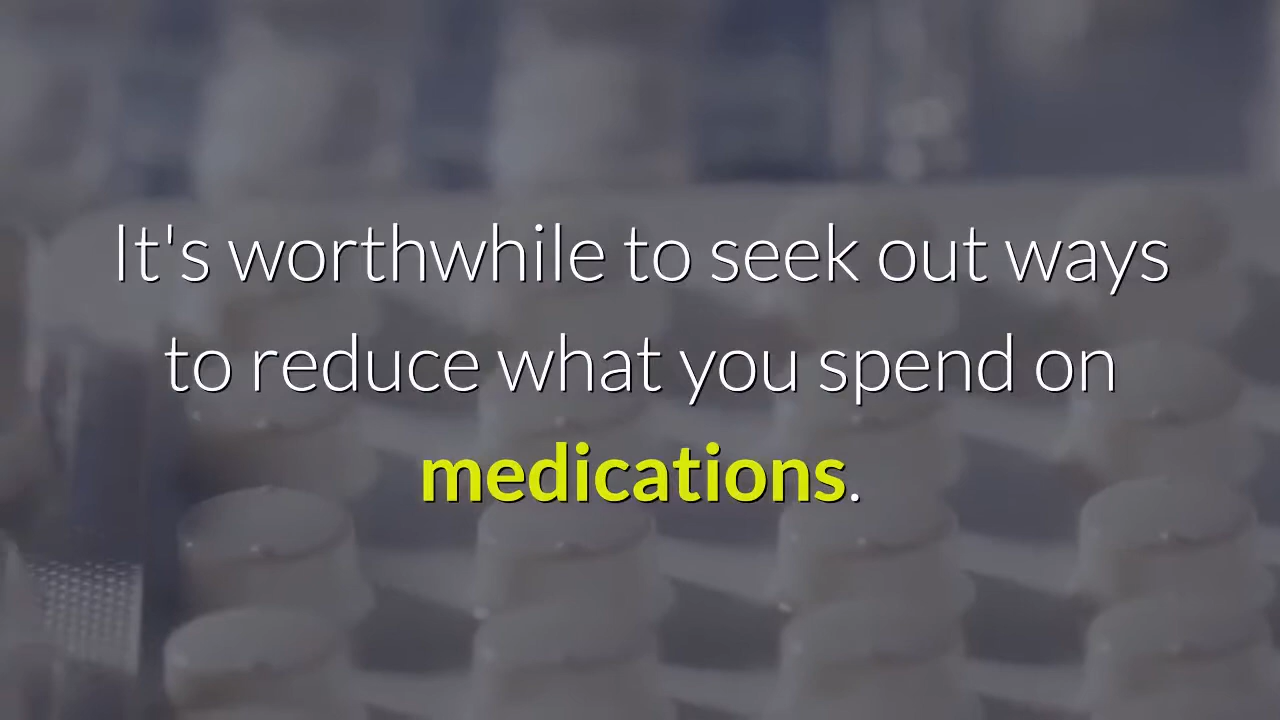 It's worthwhile to seek out ways
to reduce what you spend on
medications.